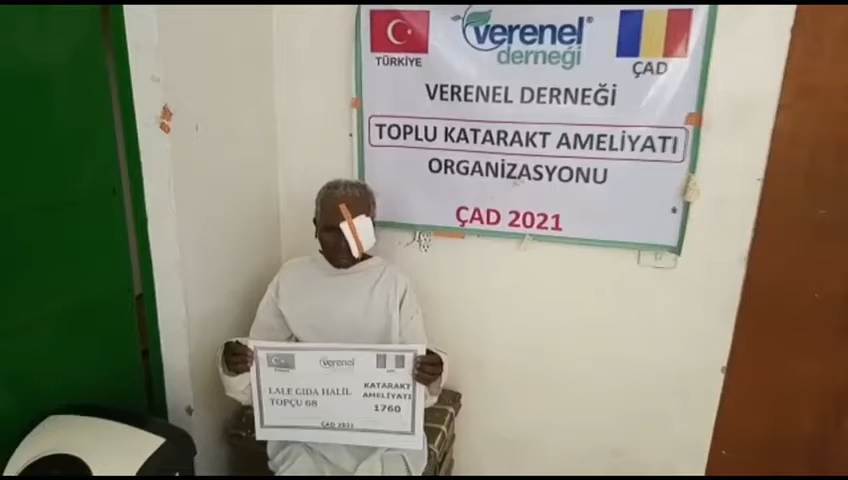 TÜRKİYE
verenel®
derneği
ÇAD
VERENEL DERNEĞİ
TOPLU KATARAKT AMELİYATI
ORGANİZASYONU
ÇAD 2021
verenel
LALE GIDA HALİL
TOPÇU 68
KATARAKT
AMELİYATI
1760
ÇAD 2021